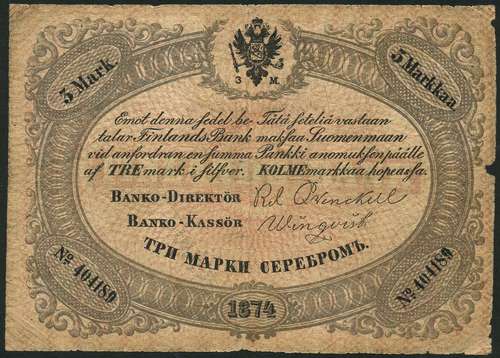 3 Mark. 3 Markkaa
3 M.
Emot denna sedel be- Tätä seteliä vastaan
talar Finlands Bank maksaa Suomenmaan
vid anfordran en summa Pankki anomuksen päälle
af TRE mark i silfver. KOLME markkaa hopeassa.
BANKO-DIREKTÖR
BANKO-KASSÖR
ТРИ МАРКИ СЕРЕБРОМЪ.
No. 404189 No. 404189
1874